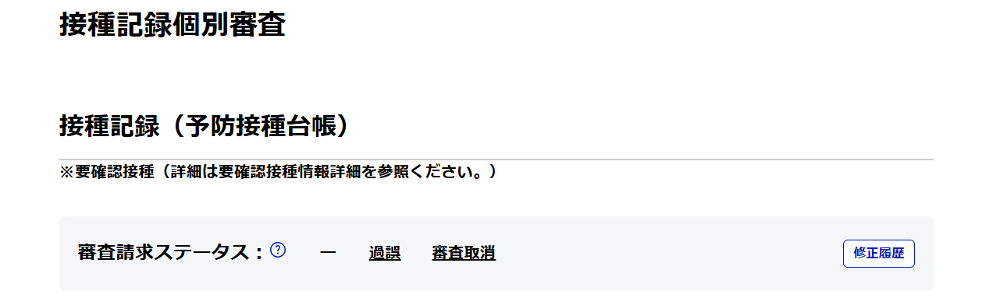 接種記録個別審査
接種記録（予防接種台帳）
※要確認接種（詳細は要確認接種情報詳細を参照ください。）
審査請求ステータス：? ー 過誤 審査取消 修正履歴